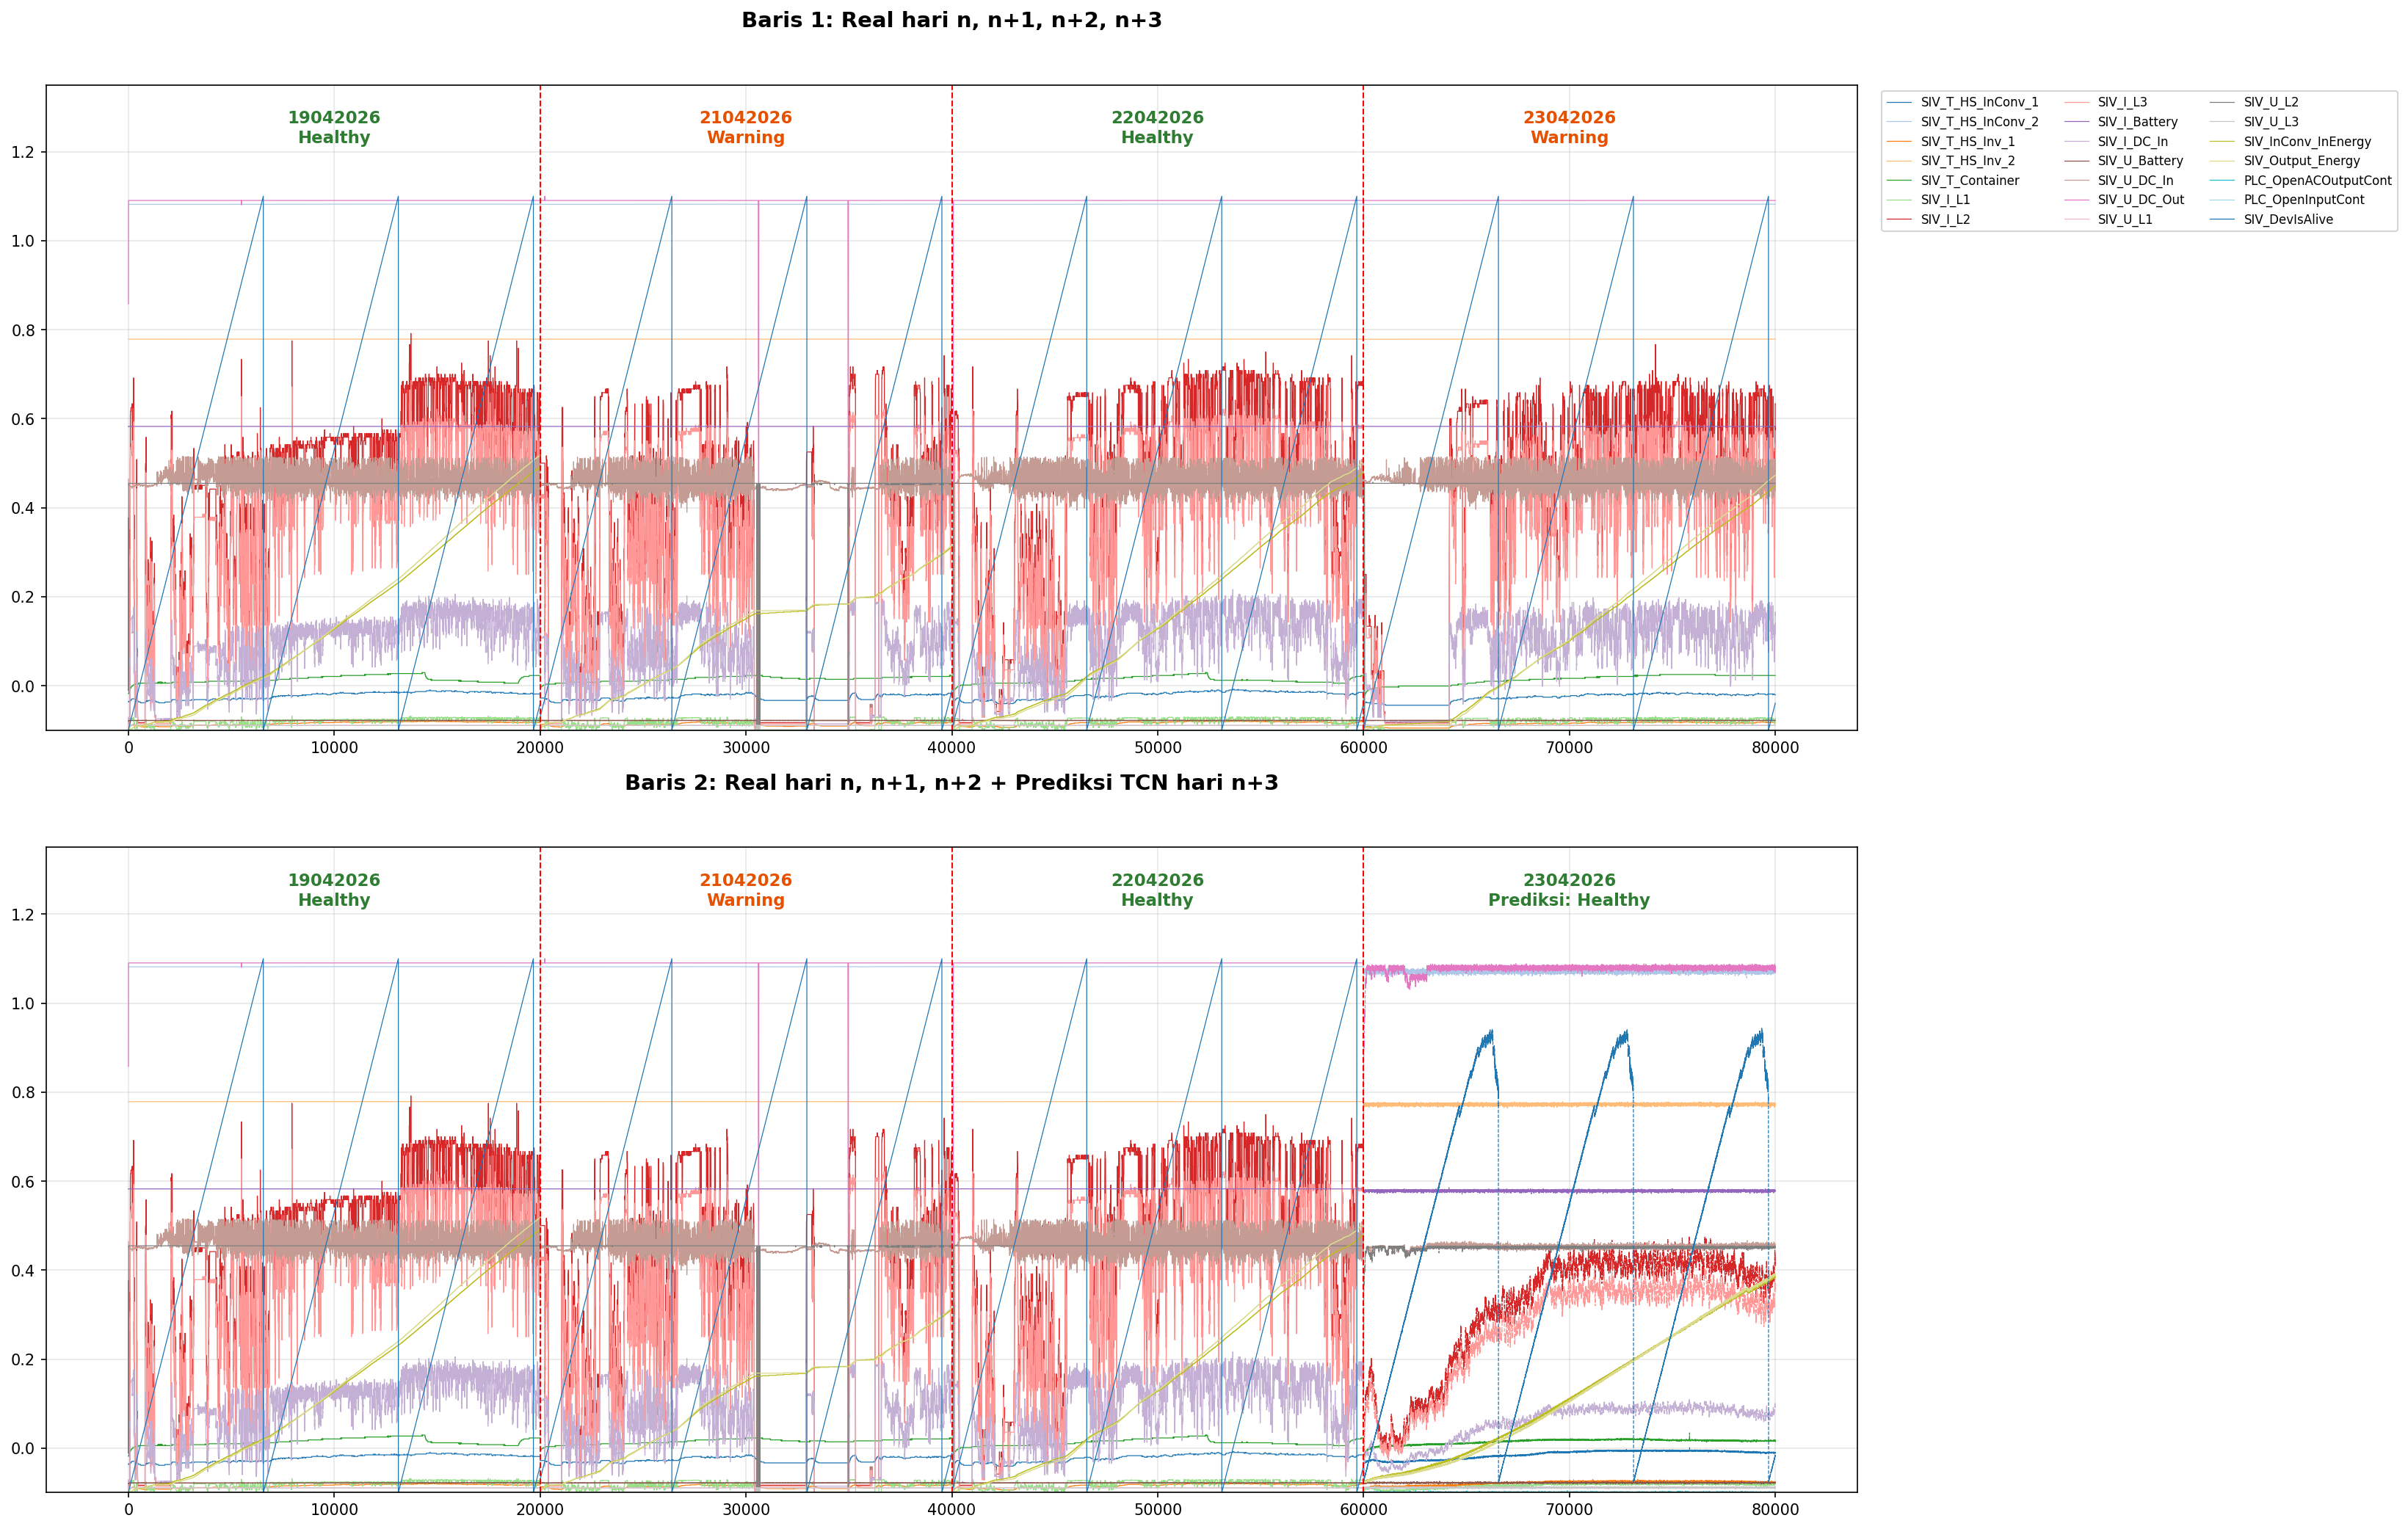 Baris 1: Real hari n, n+1, n+2, n+3
19042026
Healthy
21042026
Warning
22042026
Healthy
23042026
Warning
1.2
1.0
0.8
0.6
0.4
0.2
0.0
0
10000
20000
30000
40000
50000
60000
70000
80000
SIV_T_HS_InConv_1
SIV_T_HS_InConv_2
SIV_T_HS_Inv_1
SIV_T_HS_Inv_2
SIV_T_Container
SIV_I_L1
SIV_I_L2
SIV_I_L3
SIV_I_Battery
SIV_I_DC_In
SIV_U_Battery
SIV_U_DC_In
SIV_U_DC_Out
SIV_U_L1
SIV_U_L2
SIV_U_L3
SIV_InConv_InEnergy
SIV_Output_Energy
PLC_OpenACOutputCont
PLC_OpenInputCont
SIV_DevIsAlive
Baris 2: Real hari n, n+1, n+2 + Prediksi TCN hari n+3
19042026
Healthy
21042026
Warning
22042026
Healthy
23042026
Prediksi: Healthy
1.2
1.0
0.8
0.6
0.4
0.2
0.0
0
10000
20000
30000
40000
50000
60000
70000
80000